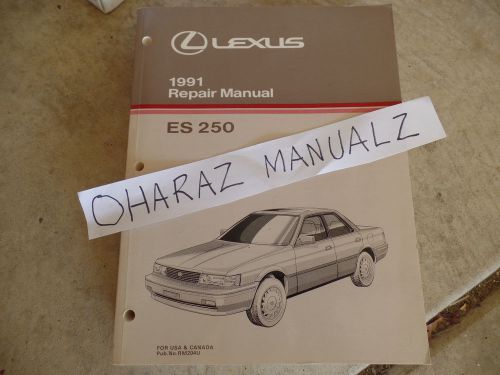 LEXUS
1991
Repair Manual
ES 250
OHARAZ MANUALZ
FOR USA & CANADA
Pub.No.RM204U